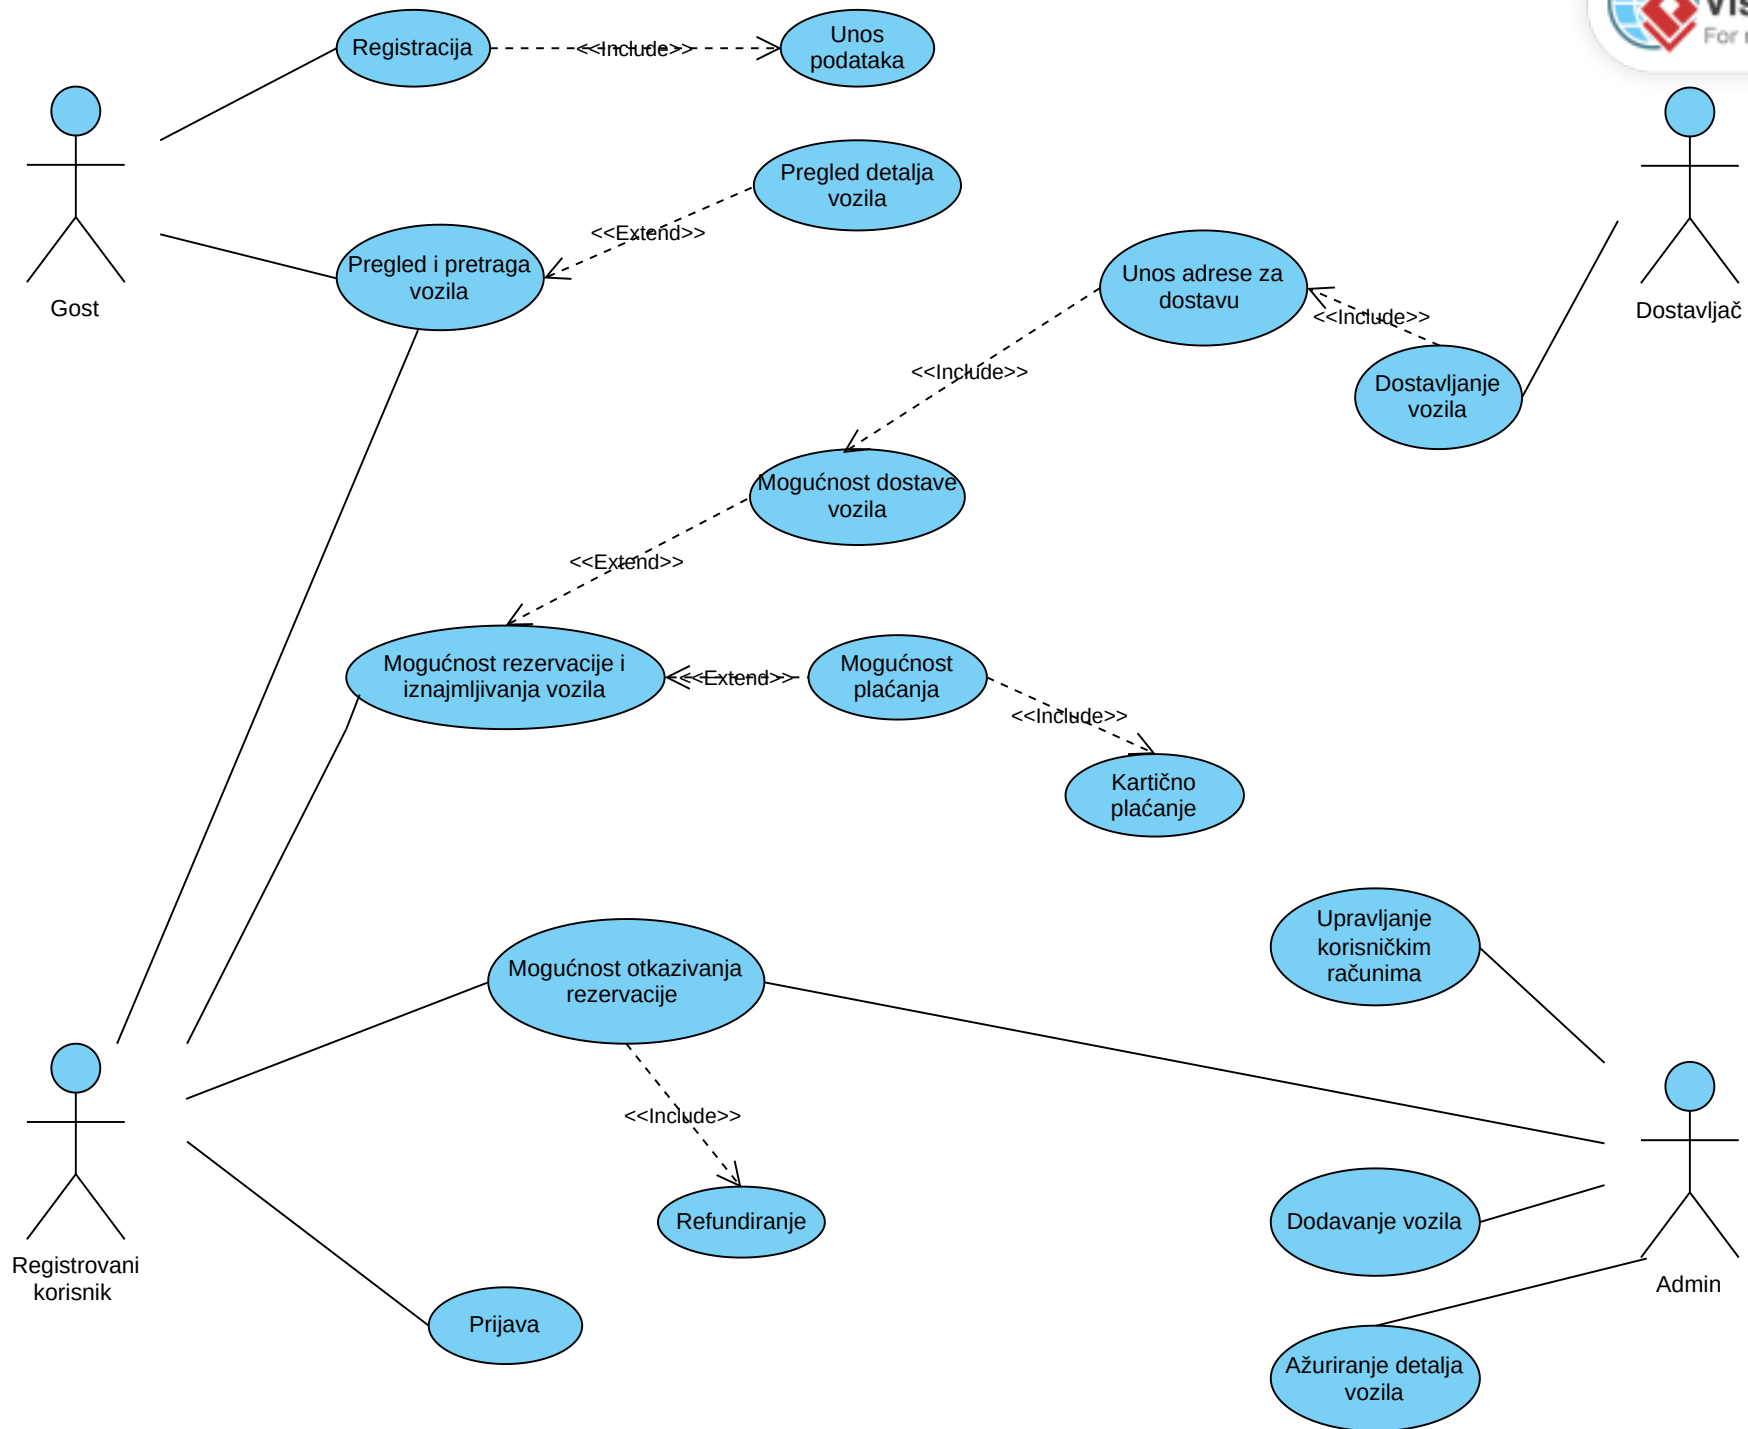 Registracija
<<Include>>
Unos
podataka
Pregled detalja
vozila
<<Extend>>
Pregled i pretraga
vozila
Gost
Unos adrese za
dostavu
<<Include>>
Dostavljač
Dostavljanje
vozila
<<Include>>
Mogućnost dostave
vozila
<<Extend>>
Mogućnost rezervacije i
iznajmljivanja vozila
<<Extend>>
Mogućnost
plaćanja
<<Include>>
Kartično
plaćanje
Upravljanje
korisničkim
računima
Mogućnost otkazivanja
rezervacije
<<Include>>
Refundiranje
Dodavanje vozila
Registrovani
korisnik
Admin
Prijava
Ažuriranje detalja
vozila
For